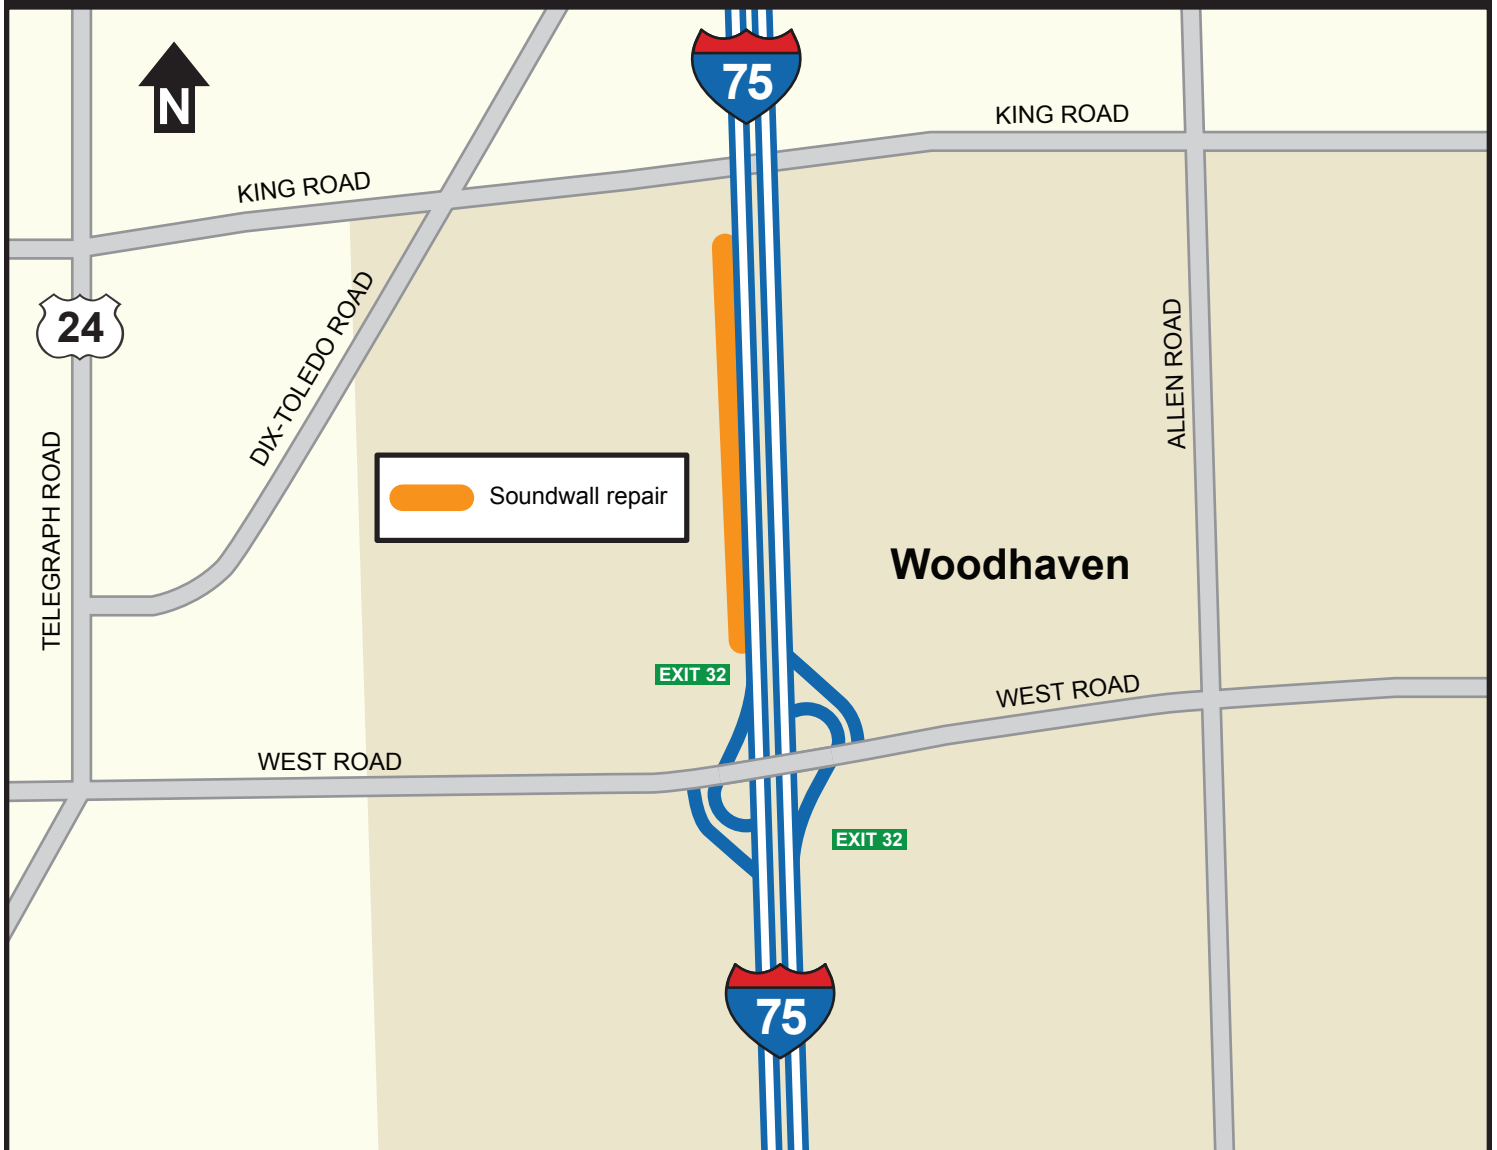 75
N
KING ROAD
KING ROAD
24
DIX-TOLEDO ROAD
ALLEN ROAD
TELEGRAPH ROAD
Soundwall repair
Woodhaven
EXIT 32
WEST ROAD
WEST ROAD
EXIT 32
75